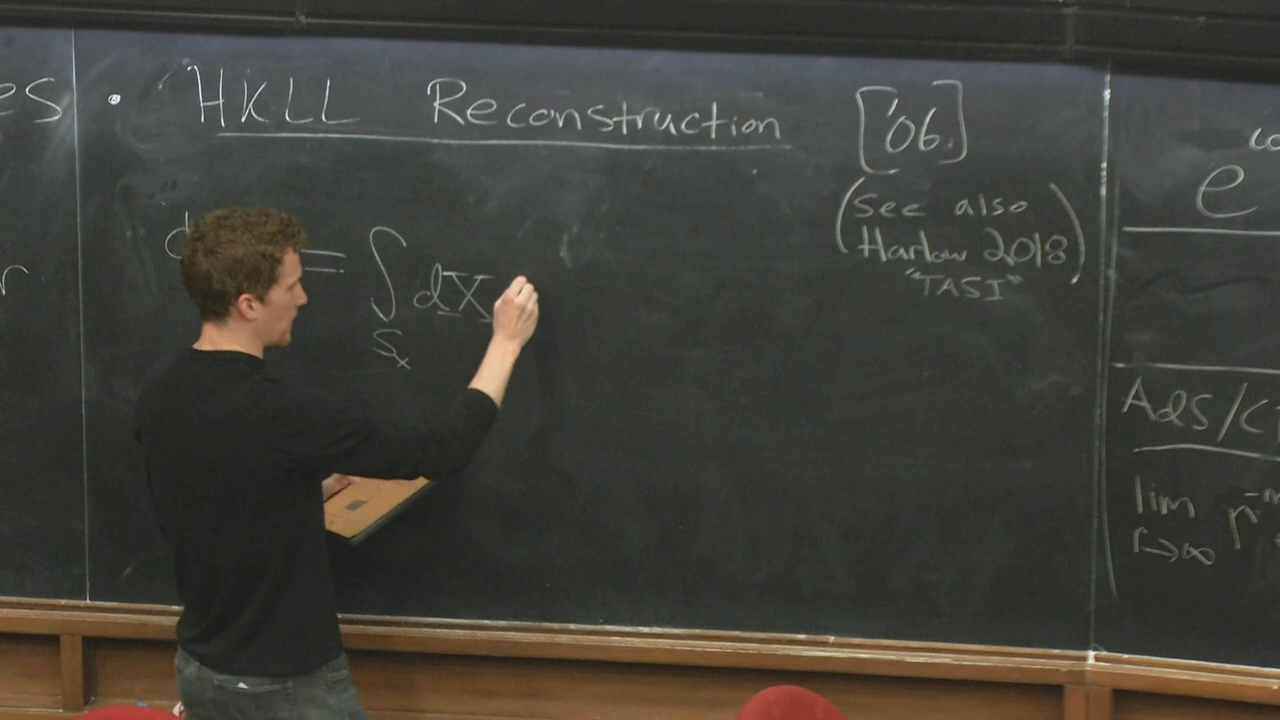 es
r
• HKLL Reconstruction ['06]
(See also
Harlow 2018)
"TASI"
= ∫ dX
Sx
e
AdS/C
lim
r→∞